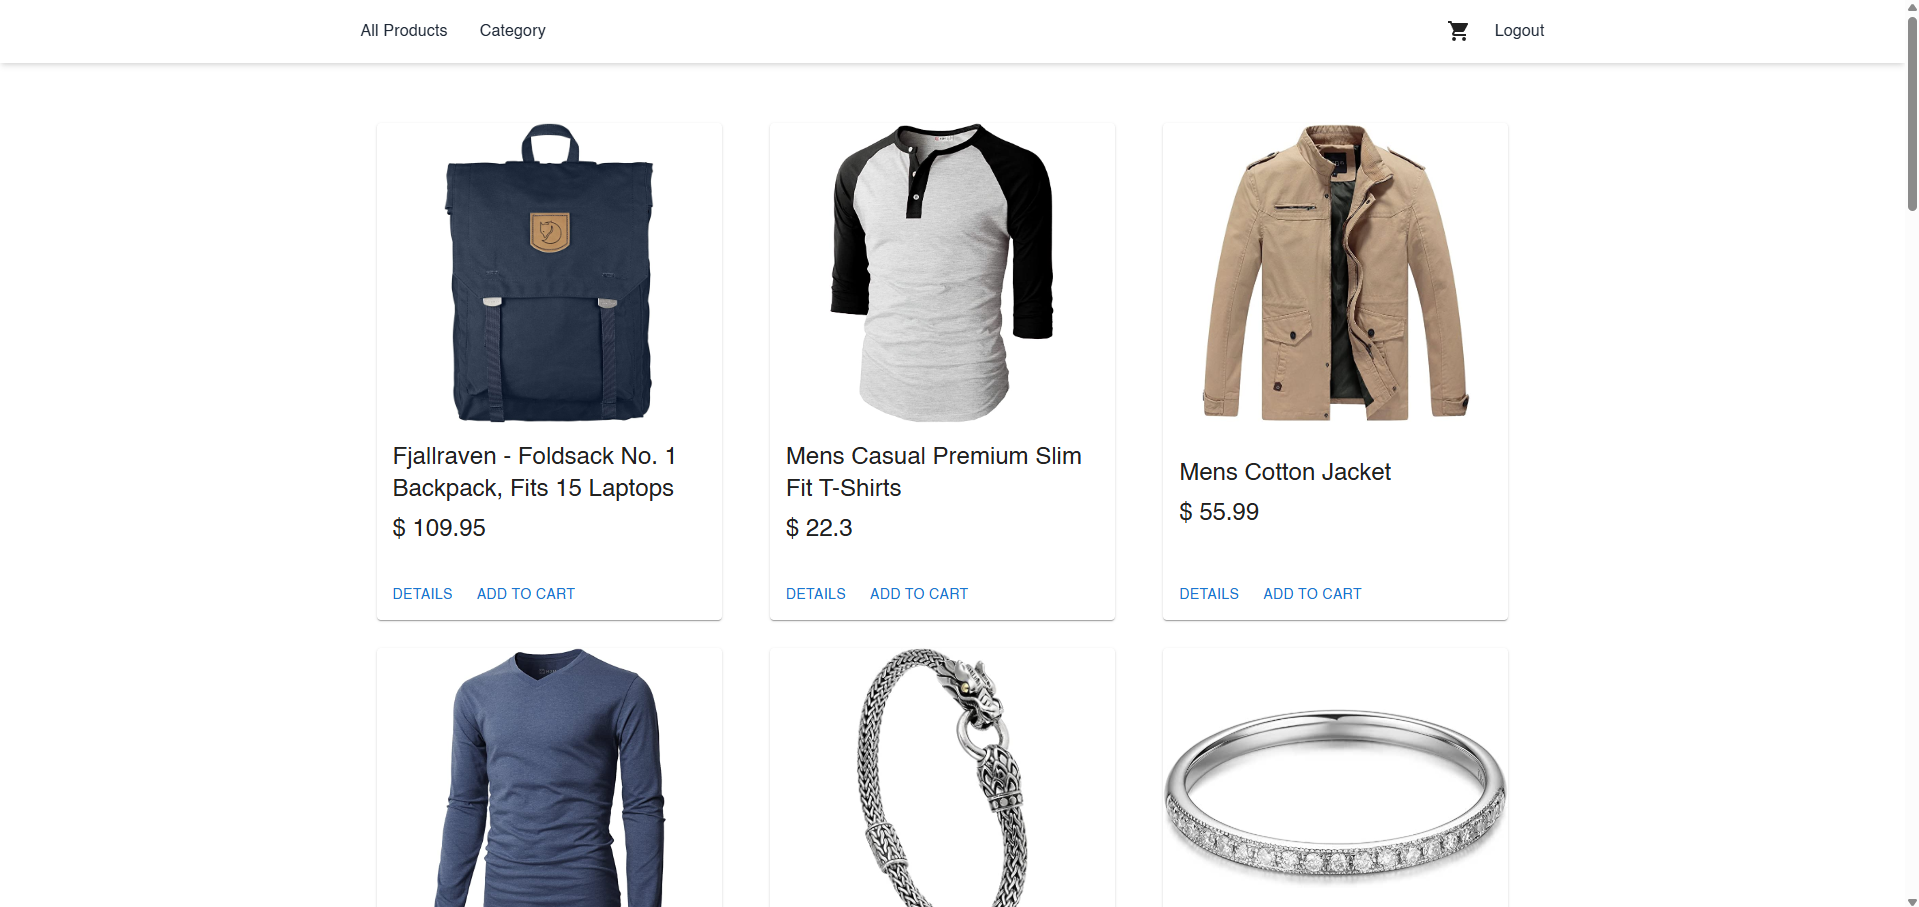 All Products Category Logout
Fjallraven - Foldsack No. 1
Backpack, Fits 15 Laptops
$ 109.95
DETAILS ADD TO CART
Mens Casual Premium Slim
Fit T-Shirts
$ 22.3
DETAILS ADD TO CART
Mens Cotton Jacket
$ 55.99
DETAILS ADD TO CART